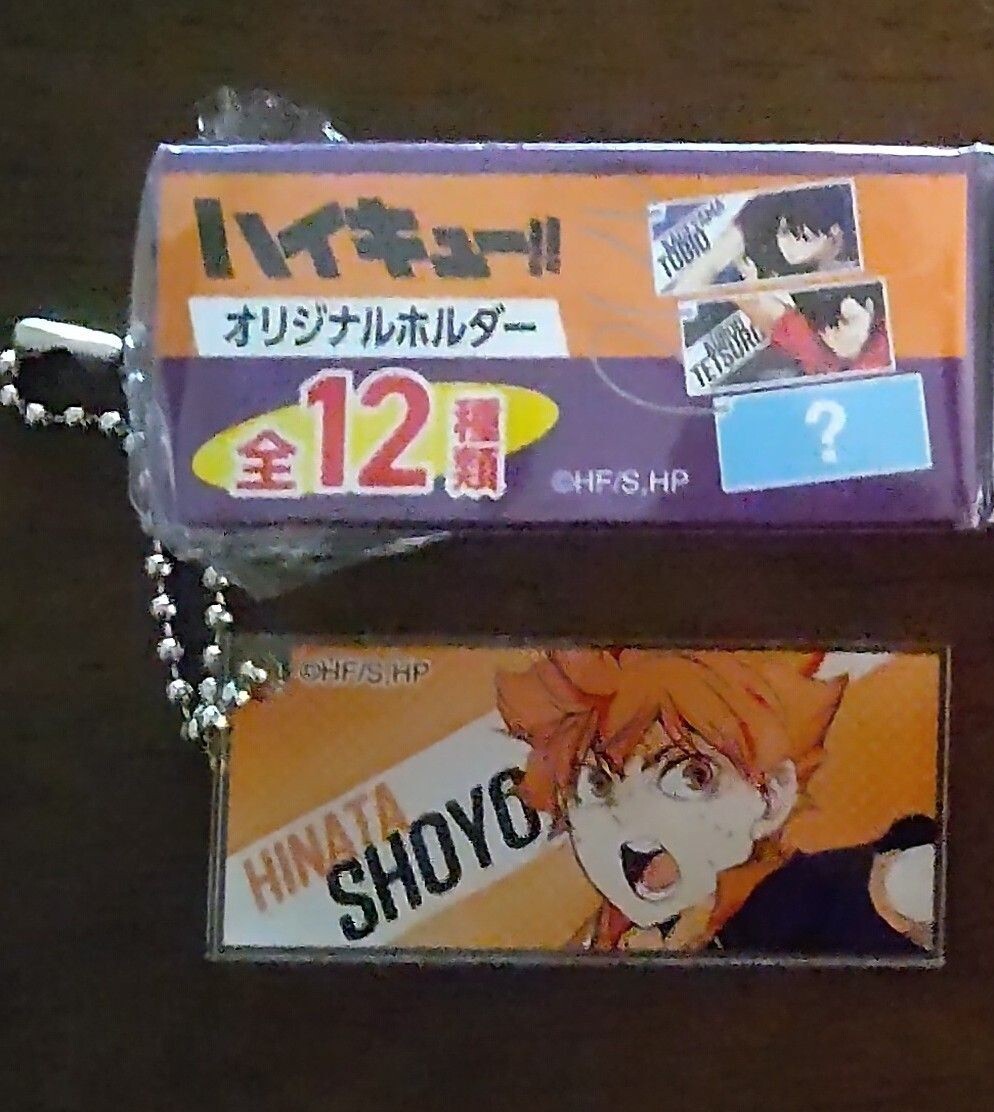 ハイキュー!!
オリジナルホルダー
全12種類
©HF/S,HP
TOBIO
TETSURO
?
©HF/S,HP
HINATA
SHOYO